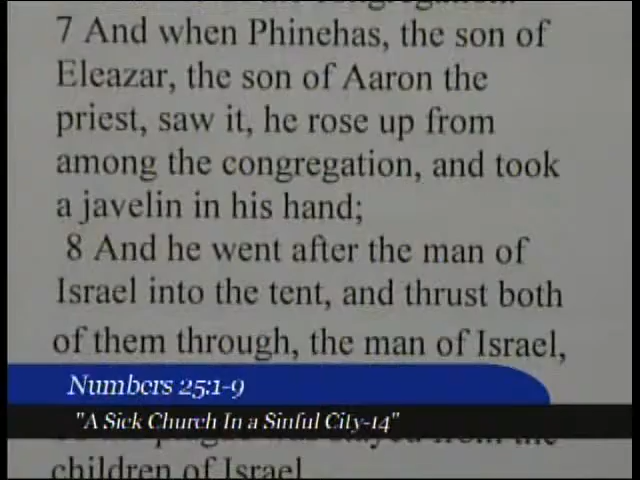 7 And when Phinehas, the son of
Eleazar, the son of Aaron the
priest, saw it, he rose up from
among the congregation, and took
a javelin in his hand;
8 And he went after the man of
Israel into the tent, and thrust both
of them through, the man of Israel,
Numbers 25:1-9
"A Sick Church In a Sinful City-14"
children of Israel